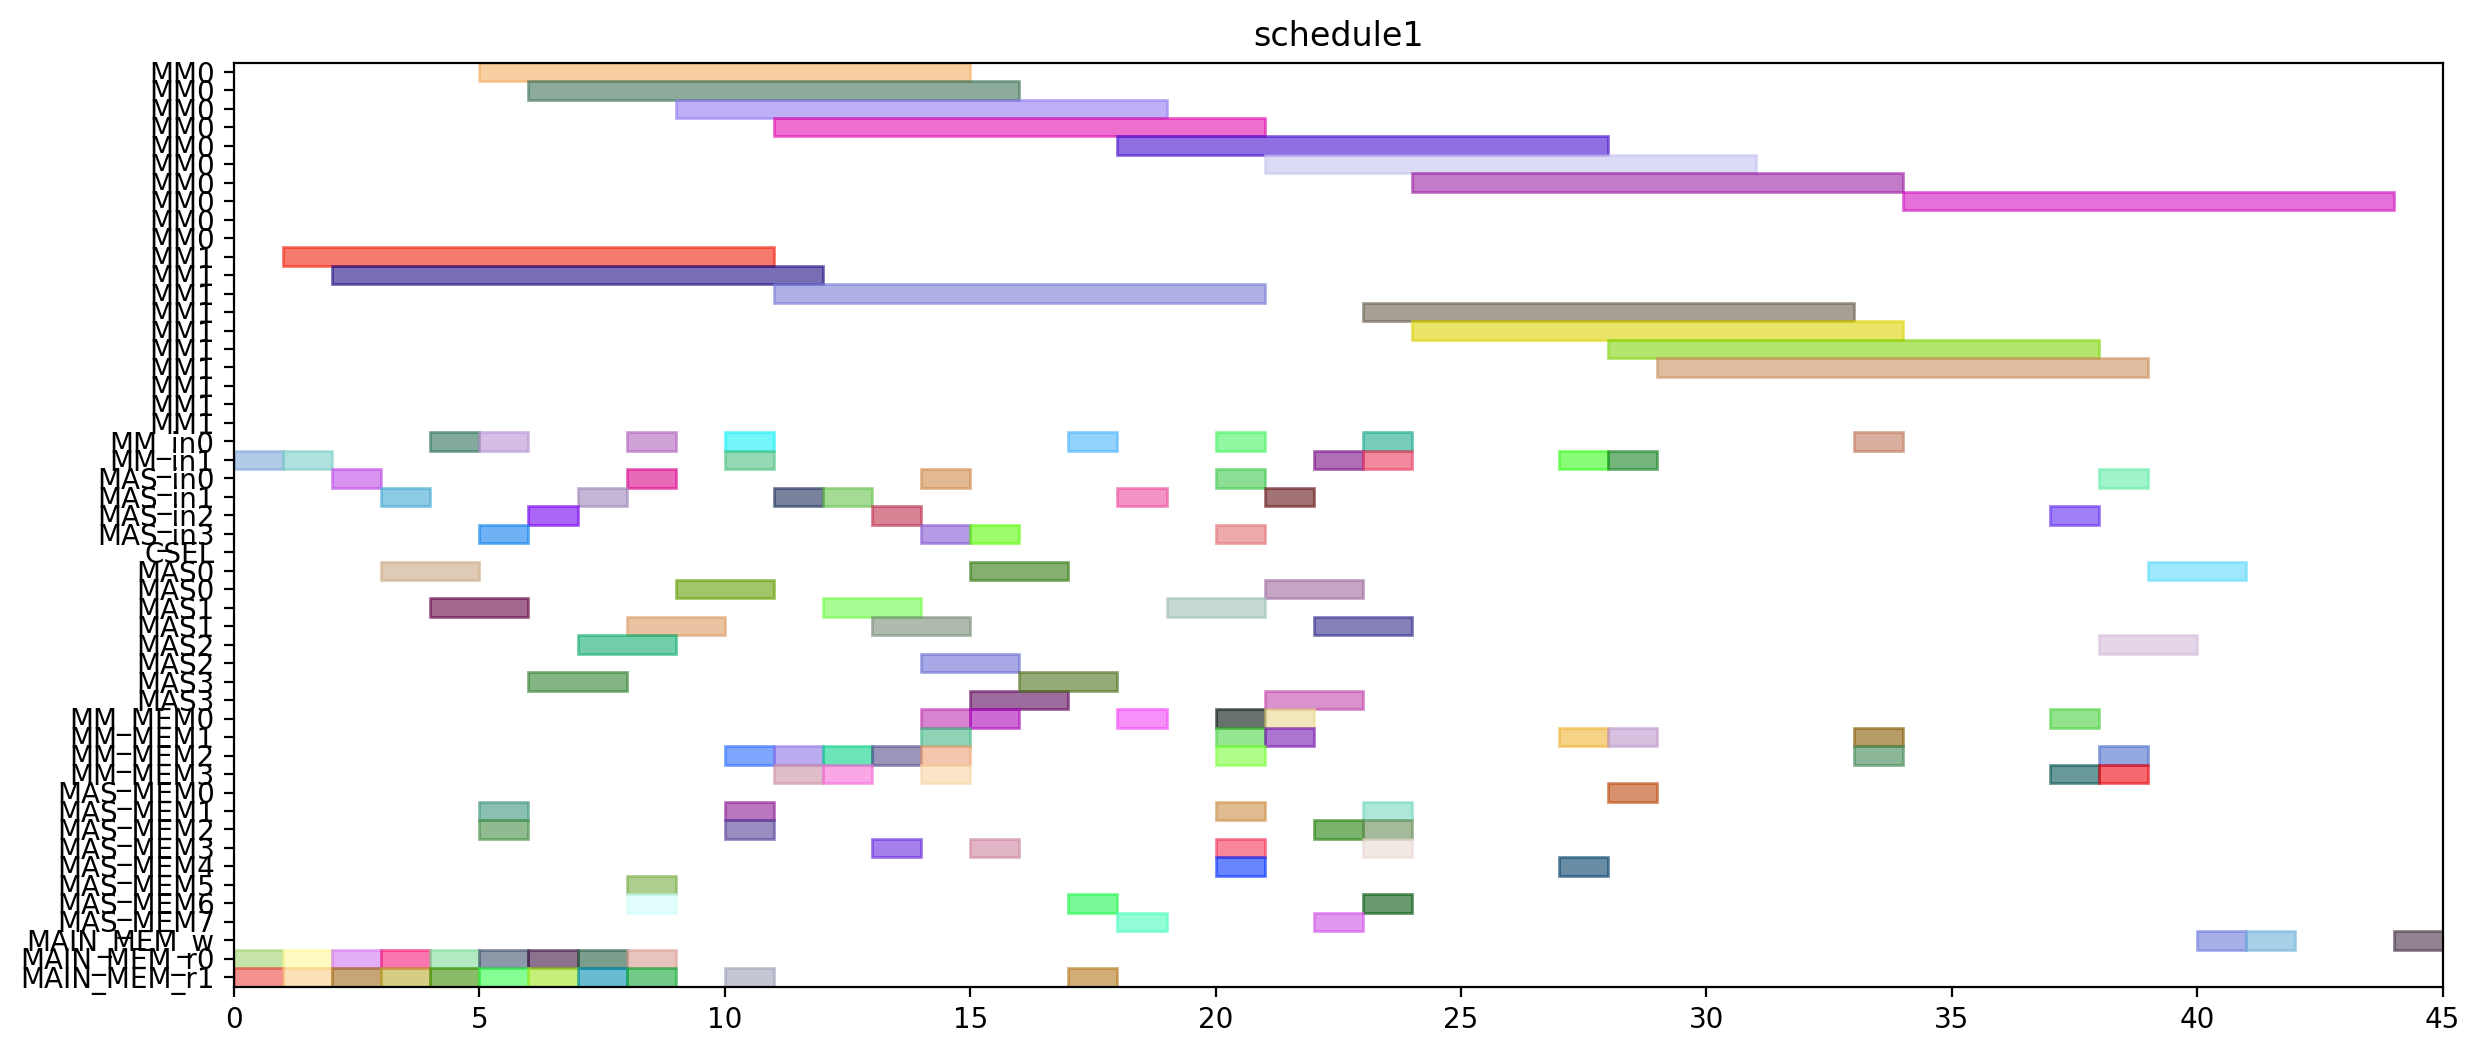 schedule1
MM0
MM0
MM0
MM0
MM0
MM0
MM0
MM0
MM0
MM0
MM1
MM1
MM1
MM1
MM1
MM1
MM1
MM1
MM1
MM1
MM_in0
MM_in1
MAS_in0
MAS_in1
MAS_in2
MAS_in3
CSEL
MAS0
MAS0
MAS1
MAS1
MAS2
MAS2
MAS3
MAS3
MM_MEM0
MM_MEM1
MM_MEM2
MM_MEM3
MAS_MEM0
MAS_MEM1
MAS_MEM2
MAS_MEM3
MAS_MEM4
MAS_MEM5
MAS_MEM6
MAS_MEM7
MAIN_MEM_w
MAIN_MEM_r0
MAIN_MEM_r1
0 5 10 15 20 25 30 35 40 45